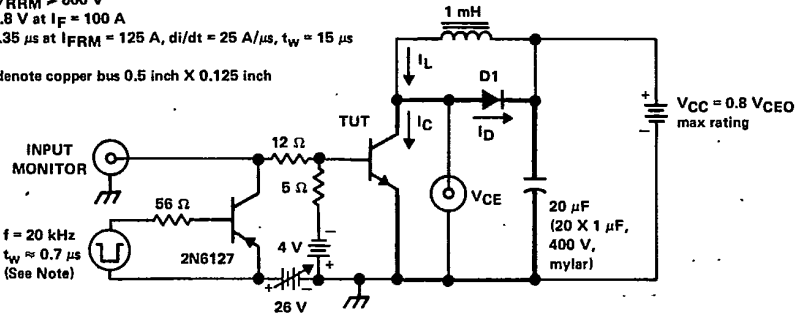 .8 V at IF = 100 A
.35 μs at IFRM = 125 A, di/dt = 25 A/μs, tw = 15 μs
denote copper bus 0.5 inch X 0.125 inch
1 mH
IL
D1
ID
TUT
IC
VCC = 0.8 VCEO
max rating
+
−
INPUT
MONITOR
12 Ω
5 Ω
VCE
56 Ω
20 μF
(20 X 1 μF,
400 V,
mylar)
f = 20 kHz
tw ≈ 0.7 μs
(See Note)
2N6127
4 V
−
+
+
−
26 V